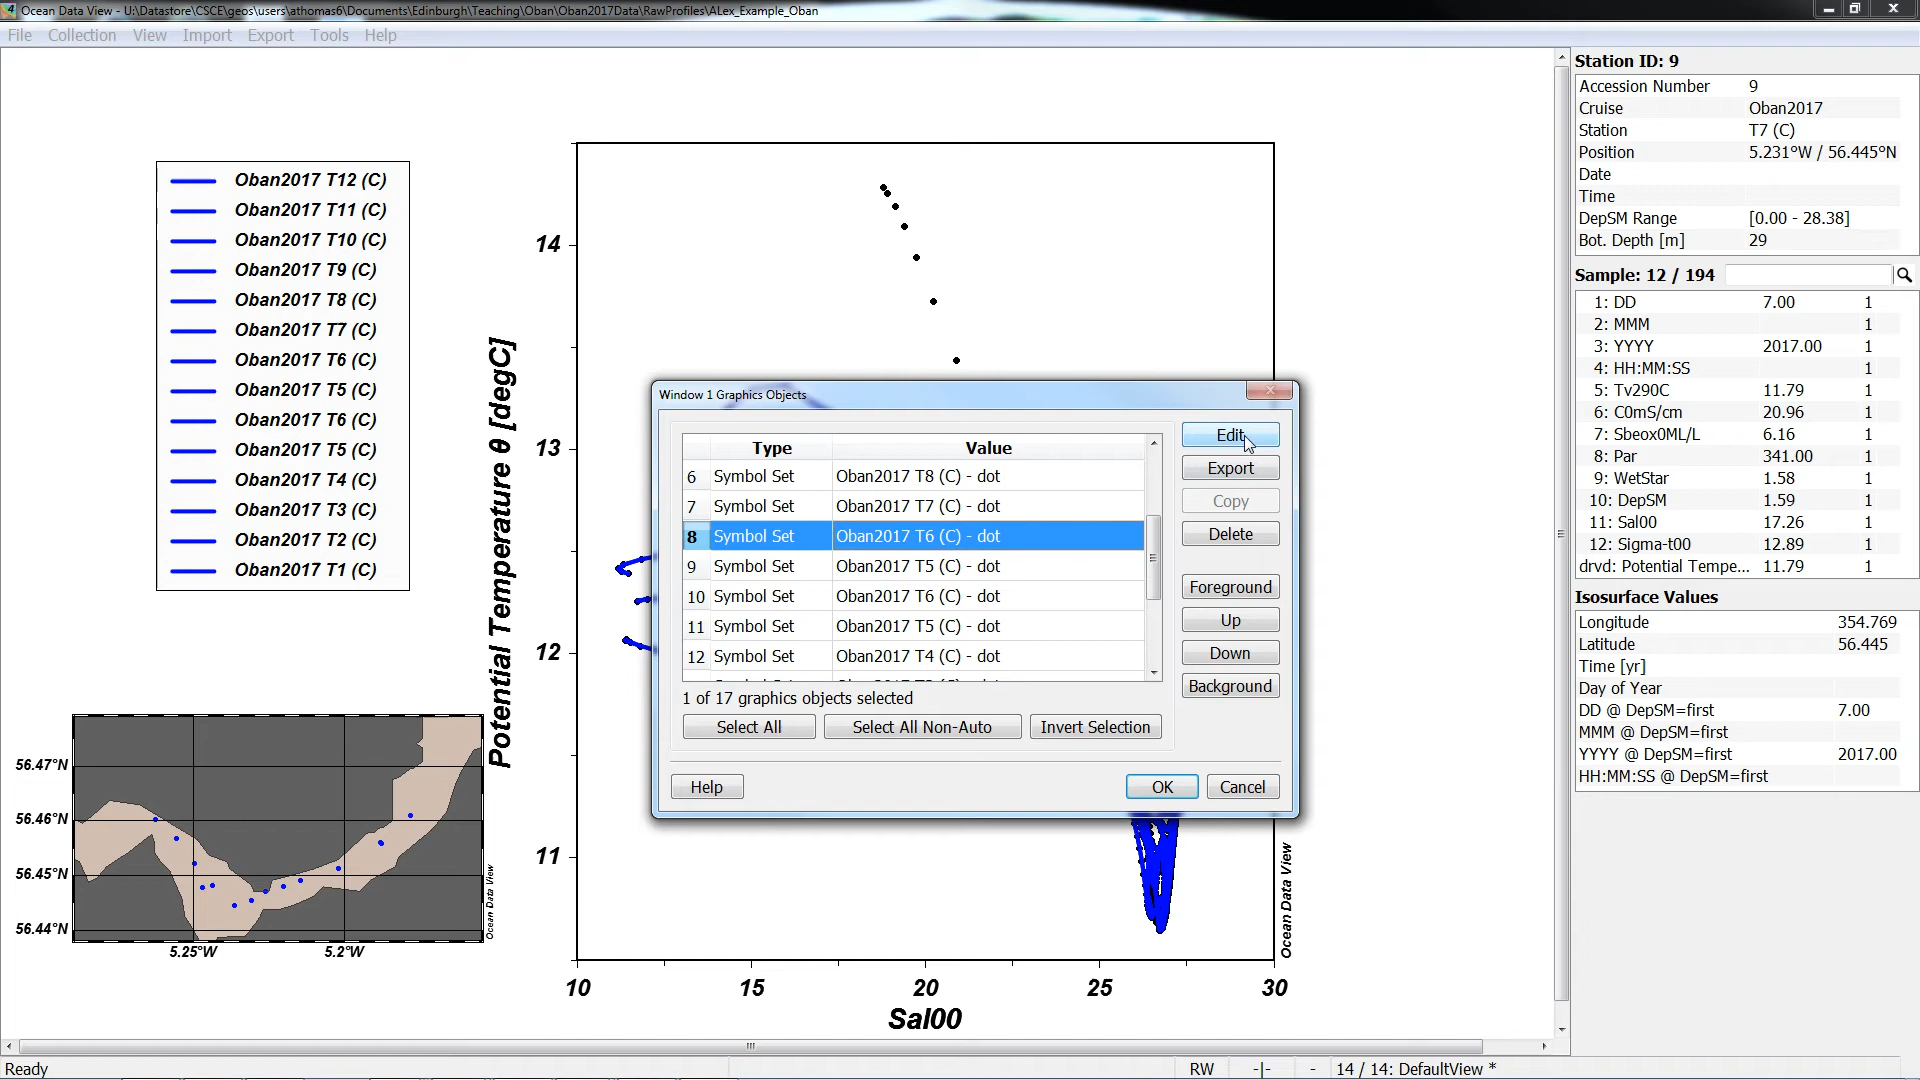 Ocean Data View - U:\Datastore\CSCE\geos\users\athomas6\Documents\Edinburgh\Teaching\Oban\Oban2017Data\RawProfiles\ALex_Example_Oban
File Collection View Import Export Tools Help
Oban2017 T12 (C)
Oban2017 T11 (C)
Oban2017 T10 (C)
Oban2017 T9 (C)
Oban2017 T8 (C)
Oban2017 T7 (C)
Oban2017 T6 (C)
Oban2017 T5 (C)
Oban2017 T6 (C)
Oban2017 T5 (C)
Oban2017 T4 (C)
Oban2017 T3 (C)
Oban2017 T2 (C)
Oban2017 T1 (C)
56.47°N
56.46°N
56.45°N
56.44°N
5.25°W 5.2°W
Ocean Data View
Potential Temperature θ [degC]
14
13
12
11
10 15 20 25 30
Sal00
Ocean Data View
Window 1 Graphics Objects
Type Value
6 Symbol Set Oban2017 T8 (C) - dot
7 Symbol Set Oban2017 T7 (C) - dot
8 Symbol Set Oban2017 T6 (C) - dot
9 Symbol Set Oban2017 T5 (C) - dot
10 Symbol Set Oban2017 T6 (C) - dot
11 Symbol Set Oban2017 T5 (C) - dot
12 Symbol Set Oban2017 T4 (C) - dot
1 of 17 graphics objects selected
Select All Select All Non-Auto Invert Selection
Edit
Export
Copy
Delete
Foreground
Up
Down
Background
Help OK Cancel
Station ID: 9
Accession Number 9
Cruise Oban2017
Station T7 (C)
Position 5.231°W / 56.445°N
Date
Time
DepSM Range [0.00 - 28.38]
Bot. Depth [m] 29
Sample: 12 / 194
1: DD 7.00 1
2: MMM 1
3: YYYY 2017.00 1
4: HH:MM:SS 1
5: Tv290C 11.79 1
6: C0mS/cm 20.96 1
7: Sbeox0ML/L 6.16 1
8: Par 341.00 1
9: WetStar 1.58 1
10: DepSM 1.59 1
11: Sal00 17.26 1
12: Sigma-t00 12.89 1
drvd: Potential Tempe... 11.79 1
Isosurface Values
Longitude 354.769
Latitude 56.445
Time [yr]
Day of Year
DD @ DepSM=first 7.00
MMM @ DepSM=first
YYYY @ DepSM=first 2017.00
HH:MM:SS @ DepSM=first
Ready RW -|- - 14 / 14: DefaultView *